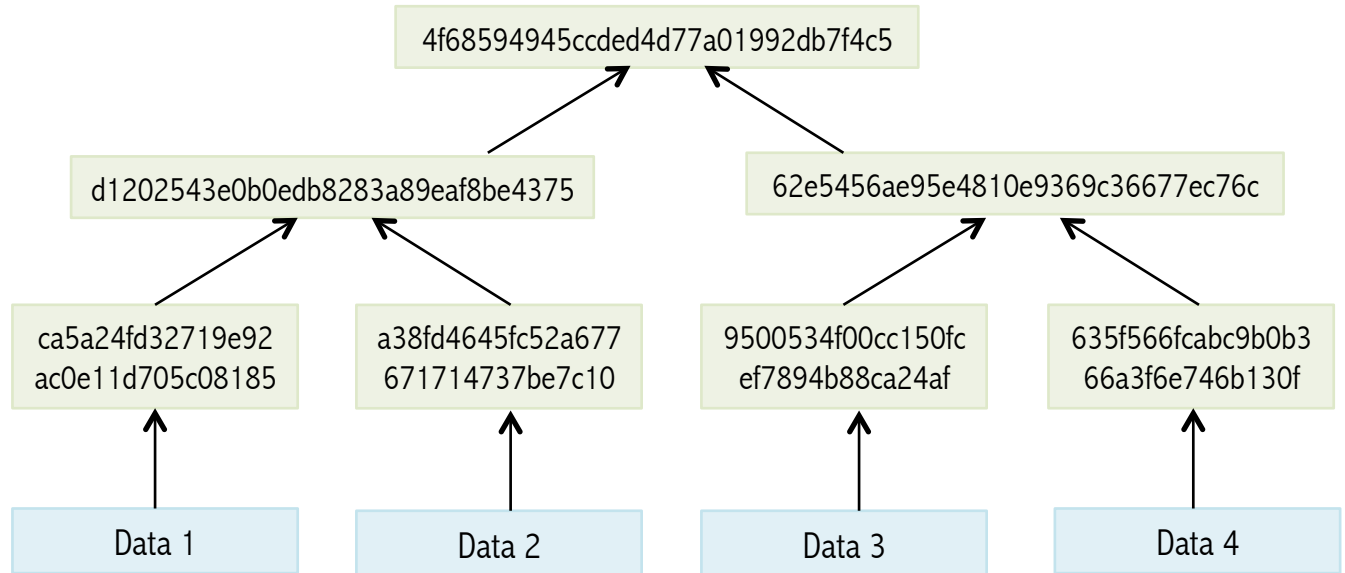 4f68594945ccded4d77a01992db7f4c5
d1202543e0b0edb8283a89eaf8be4375
62e5456ae95e4810e9369c36677ec76c
ca5a24fd32719e92
ac0e11d705c08185
a38fd4645fc52a677
671714737be7c10
9500534f00cc150fc
ef7894b88ca24af
635f566fcabc9b0b3
66a3f6e746b130f
Data 1
Data 2
Data 3
Data 4